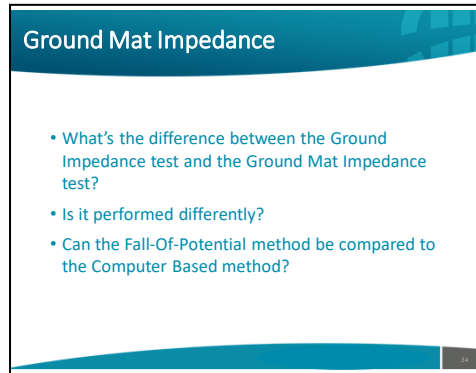 Ground Mat Impedance
• What's the difference between the Ground
Impedance test and the Ground Mat Impedance
test?
• Is it performed differently?
• Can the Fall-Of-Potential method be compared to
the Computer Based method?
34